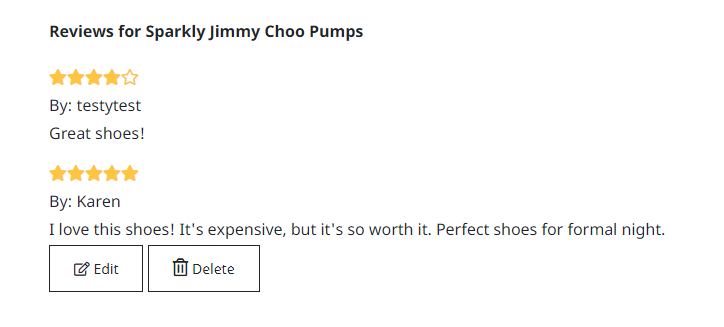 Reviews for Sparkly Jimmy Choo Pumps
By: testytest
Great shoes!
By: Karen
I love this shoes! It's expensive, but it's so worth it. Perfect shoes for formal night.
Edit Delete